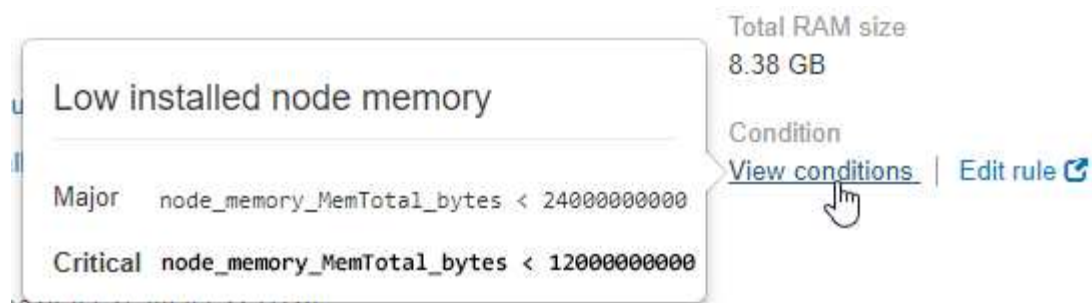 Total RAM size
8.38 GB
Low installed node memory
Condition
View conditions | Edit rule
Major node_memory_MemTotal_bytes < 24000000000
Critical node_memory_MemTotal_bytes < 12000000000